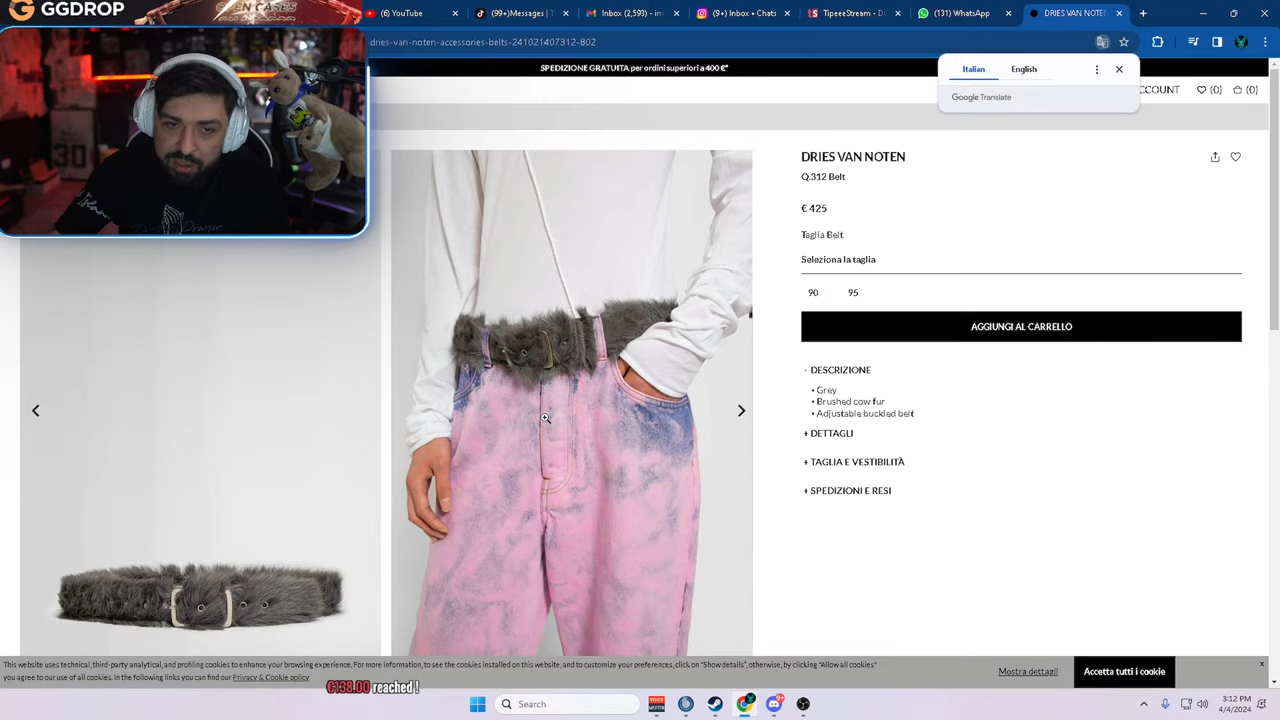 GGDROP
OPEN CASES
(6) YouTube
(99+) Messages | T
Gmail Inbox (2,593) - i
Instagram (1) Inbox • Chats
TipeeeStream - D
(131) WhatsApp
DRIES VAN NOTEN
-dries-van-noten-accessories-belts-241021407312-802
SPEDIZIONE GRATUITA per ordini superiori a 400 €*
Italian
English
Google Translate
CCOUNT
(0)
(0)
30
DRIES VAN NOTEN
Q.312 Belt
€ 425
Taglia Belt
Seleziona la taglia
90 95
AGGIUNGI AL CARRELLO
- DESCRIZIONE
• Grey
• Brushed cow fur
• Adjustable buckled belt
+ DETTAGLI
+ TAGLIA E VESTIBILITÀ
+ SPEDIZIONI E RESI
This website uses technical, third-party analytical, and profiling cookies to enhance your browsing experience. For more information, to see the cookies installed on this website, and to customize your preferences, click on "Show details", otherwise, by clicking "Allow all cookies"
you agree to use of all cookies. In the following links you can find our Privacy & Cookie policy
Mostra dettagli
Accetta tutti i cookie
x
€138.00 reached !
Search
3:12 PM
4/4/2024